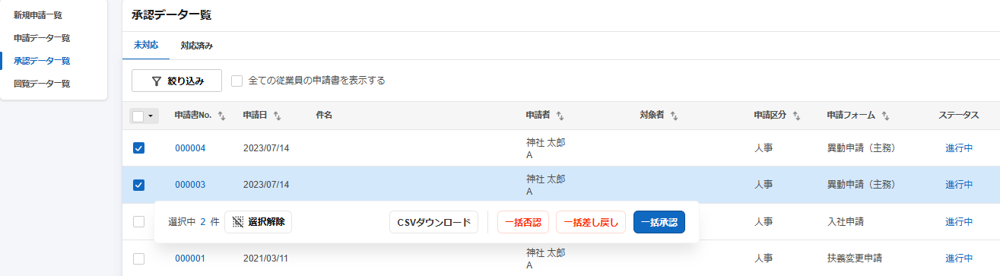 新規申請一覧
申請データ一覧
承認データ一覧
回覧データ一覧
承認データ一覧
未対応 対応済み
絞り込み 全ての従業員の申請書を表示する
申請書No. 申請日 件名 申請者 対象者 申請区分 申請フォーム ステータス
000004 2023/07/14 神社 太郎 人事 異動申請（主務） 進行中
A
000003 2023/07/14 神社 太郎 人事 異動申請（主務） 進行中
A
選択中 2 件 選択解除 CSVダウンロード 一括否認 一括差し戻し 一括承認 人事 入社申請 進行中
000001 2021/03/11 神社 太郎 人事 扶義変更申請 進行中
A